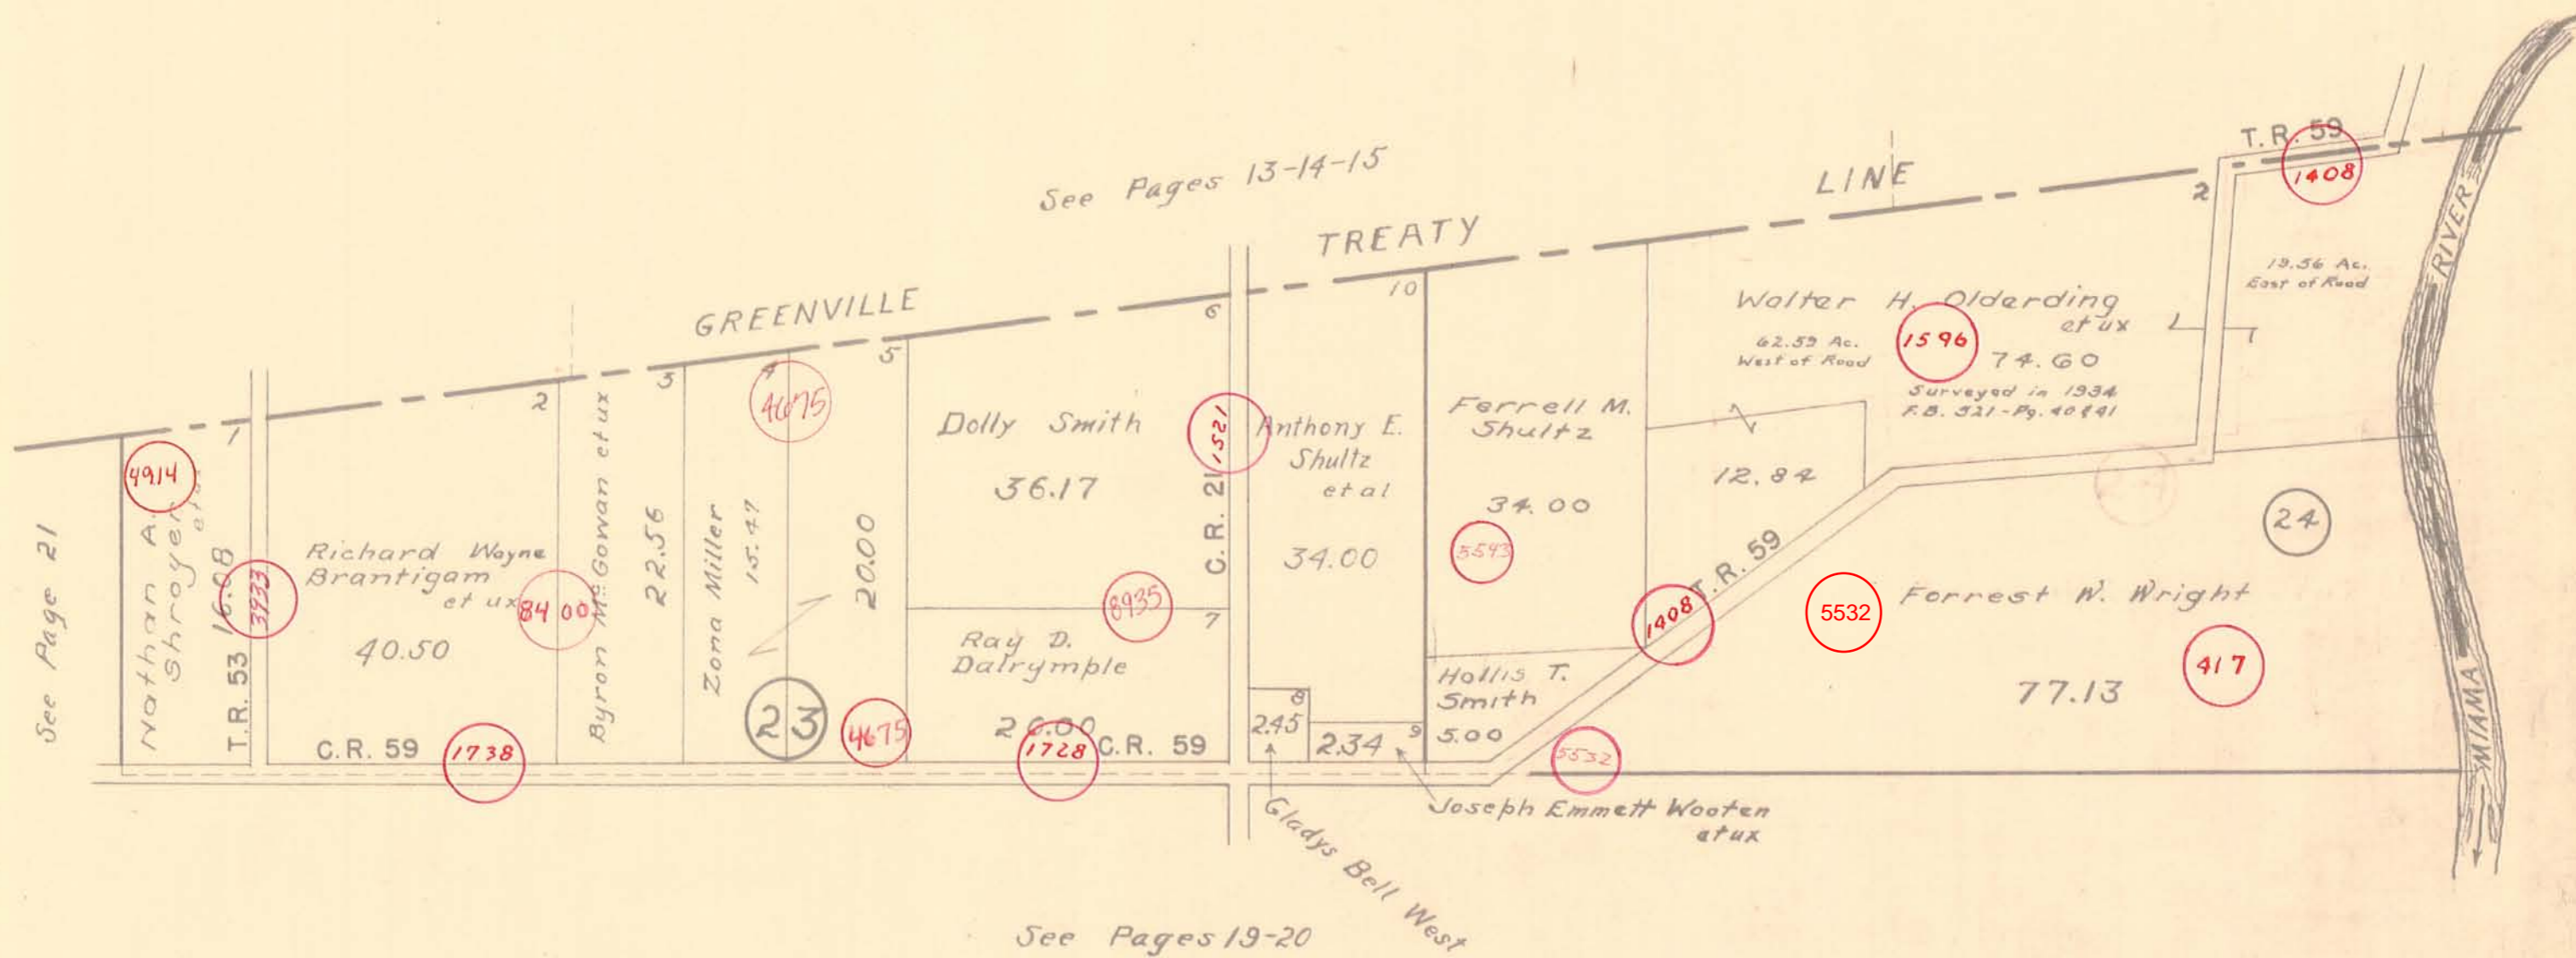 See Pages 13-14-15
GREENVILLE TREATY LINE
T.R. 59
1408
2
RIVER
19.56 Ac.
East of Road
Walter H. Olderding
et ux
62.59 Ac.
West of Road
1596
74.60
Surveyed in 1934
F.B. 321-Pg. 40&41
See Page 21
4914
Nathan A.
Shroyer
16.08
1
T.R. 53
3933
Richard Wayne
Brantigam
et ux
40.50
2
8400
C.R. 59
1738
Byron McGowan et ux
22.56
3
Zona Miller
15.47
4
4675
20.00
5
23
4675
Dolly Smith
36.17
6
8935
7
Ray D.
Dalrymple
26.00
1728
C.R. 59
1521
C.R. 21
Anthony E.
Shultz
et al
34.00
10
8
2.45
2.34
9
Ferrell M.
Shultz
34.00
5593
Hollis T.
Smith
5.00
12.84
1408
T.R. 59
5532
5532
Forrest W. Wright
77.13
417
24
24
MIAMA
Joseph Emmett Wooten
et ux
Gladys Bell West
See Pages 19-20